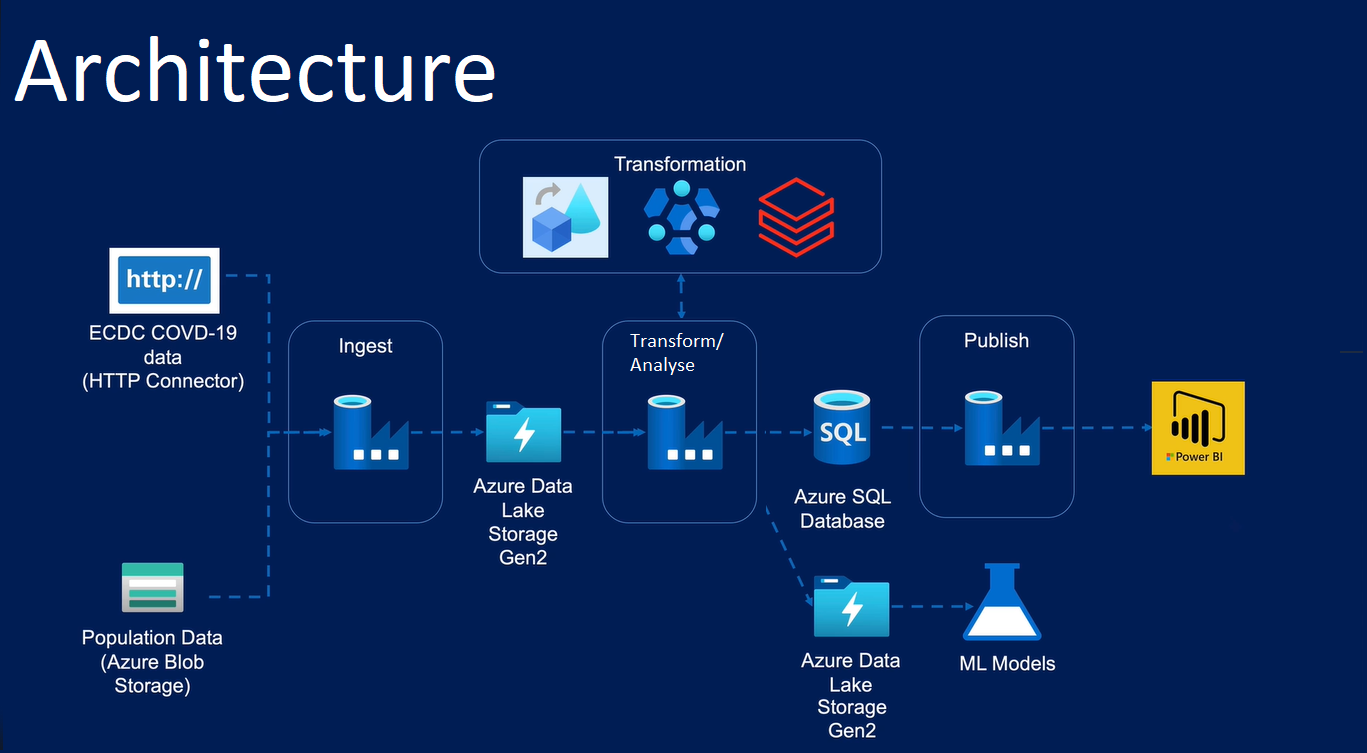 Architecture
Transformation
http://
ECDC COVD-19
data
(HTTP Connector)
Ingest
Transform/
Analyse
Publish
SQL
Power BI
Azure Data
Lake
Storage
Gen2
Azure SQL
Database
Population Data
(Azure Blob
Storage)
Azure Data
Lake
Storage
Gen2
ML Models